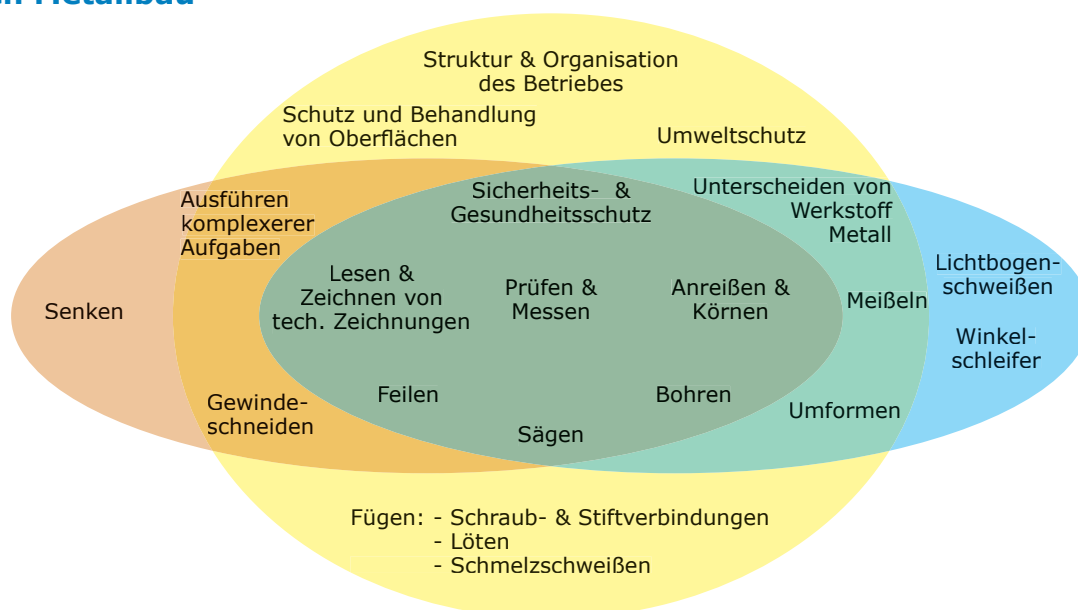 Metallbau
Struktur & Organisation
des Betriebes
Schutz und Behandlung
von Oberflächen
Umweltschutz
Ausführen
komplexerer
Aufgaben
Sicherheits- &
Gesundheitsschutz
Unterscheiden von
Werkstoff
Metall
Senken
Lesen &
Zeichnen von
tech. Zeichnungen
Prüfen &
Messen
Anreißen &
Körnen
Meißeln
Lichtbogen-
schweißen
Winkel-
schleifer
Gewinde-
schneiden
Feilen
Sägen
Bohren
Umformen
Fügen: - Schraub- & Stiftverbindungen
- Löten
- Schmelzschweißen